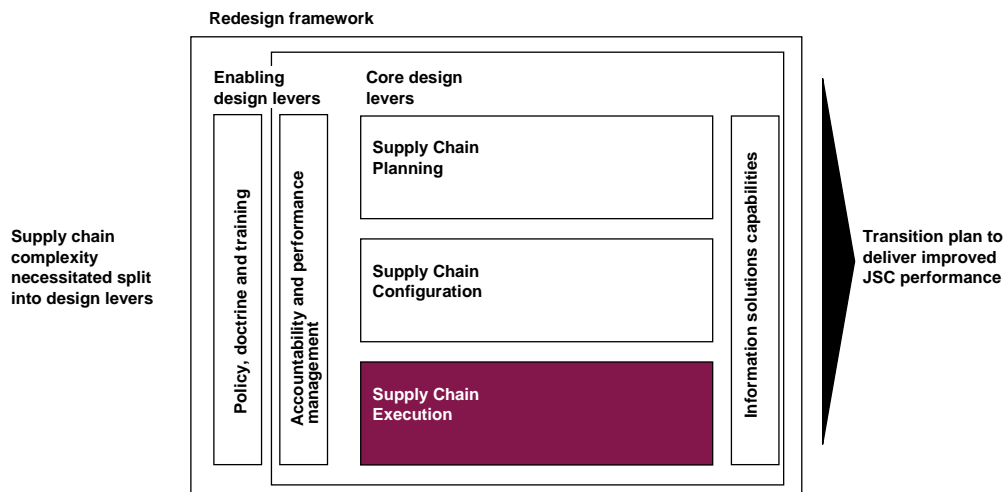 Redesign framework
Supply chain
complexity
necessitated split
into design levers
Enabling
design levers
Policy, doctrine and training
Accountability and performance
management
Core design
levers
Supply Chain
Planning
Supply Chain
Configuration
Supply Chain
Execution
Information solutions capabilities
Transition plan to
deliver improved
JSC performance